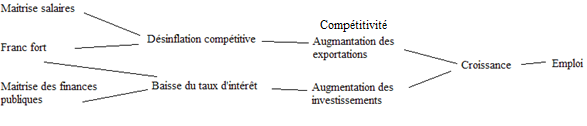 Maitrise salaires
Franc fort
Maitrise des finances
publiques
Désinflation compétitive
Baisse du taux d'intérêt
Compétitivité
Augmantation des
exportations
Augmentation des
investissements
Croissance
Emploi